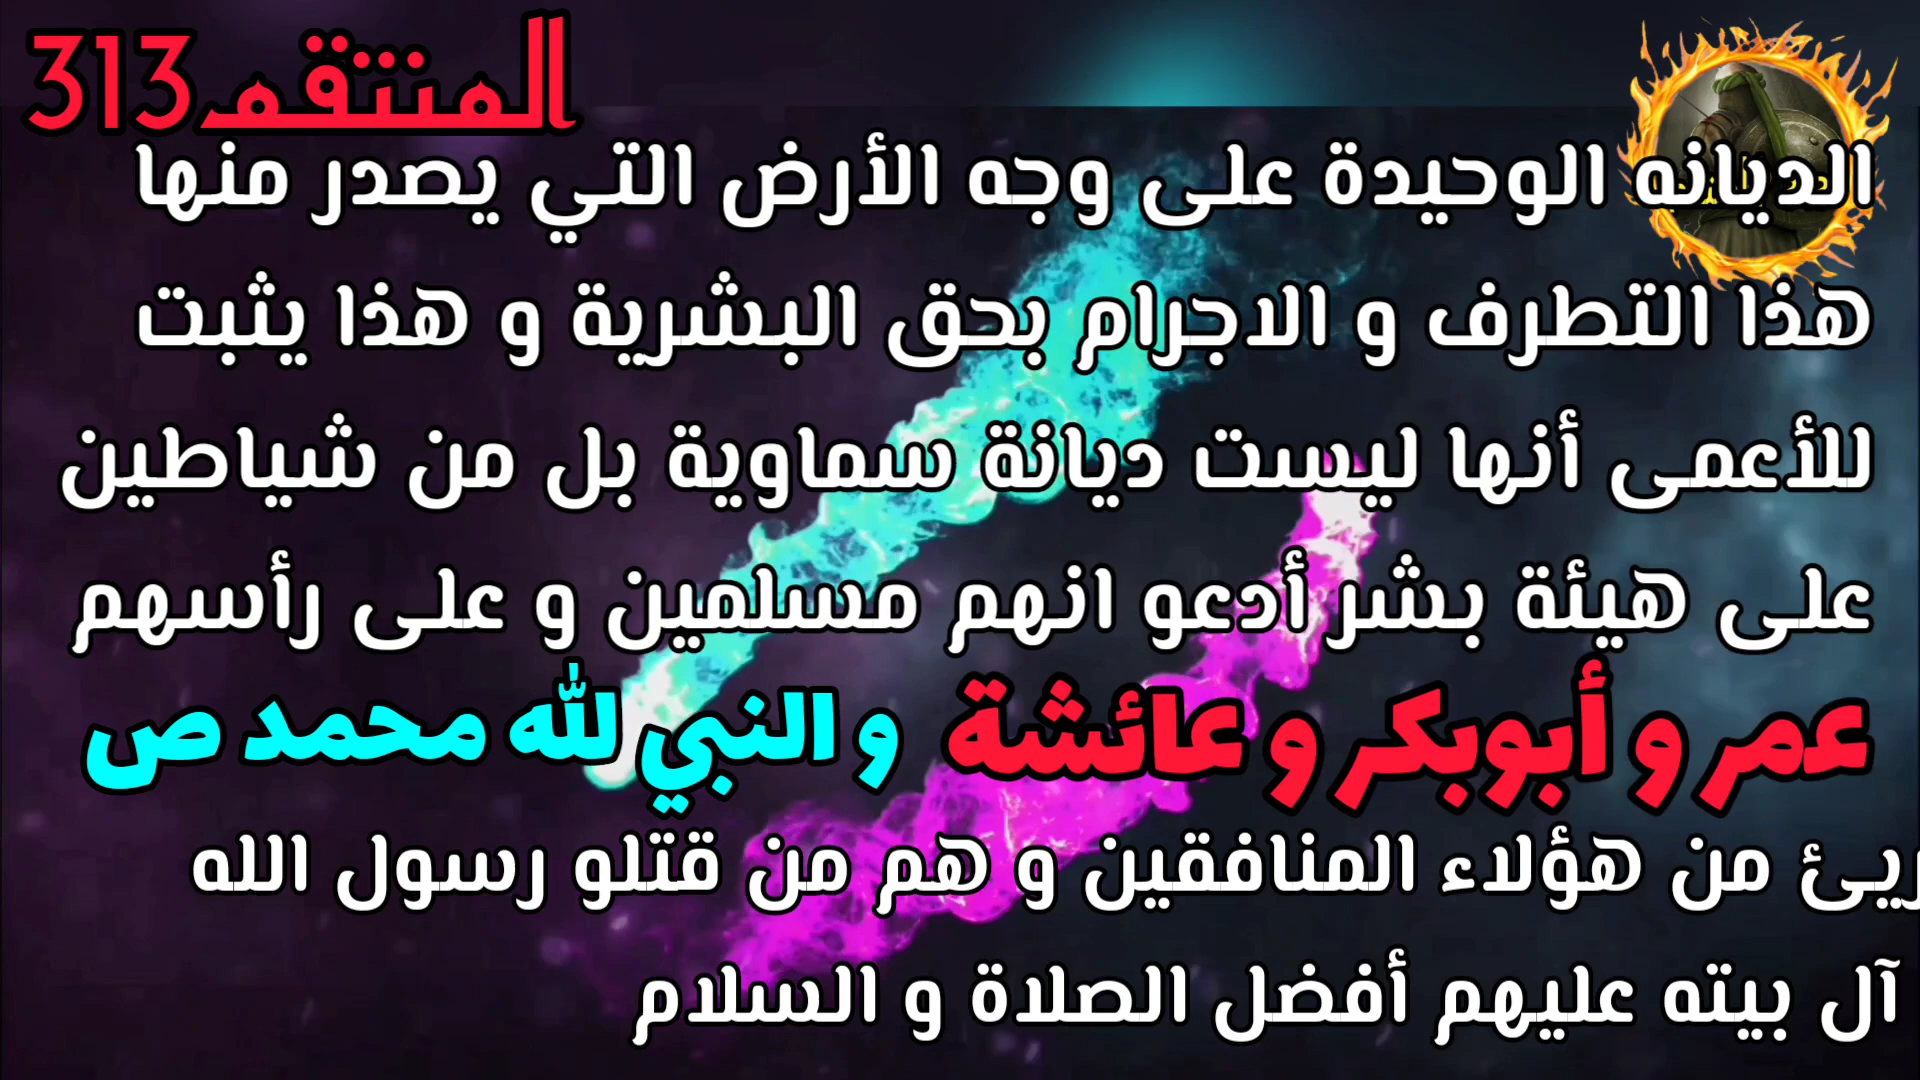 المنتقم313
الديانه الوحيدة على وجه الأرض التي يصدر منها
هذا التطرف و الاجرام بحق البشرية و هذا يثبت
للأعمى أنها ليست ديانة سماوية بل من شياطين
على هيئة بشر أدعو انهم مسلمين و على رأسهم
عمر و أبوبكر و عائشة و النبي لله محمد ص
ريئ من هؤلاء المنافقين و هم من قتلو رسول الله
آل بيته عليهم أفضل الصلاة و السلام